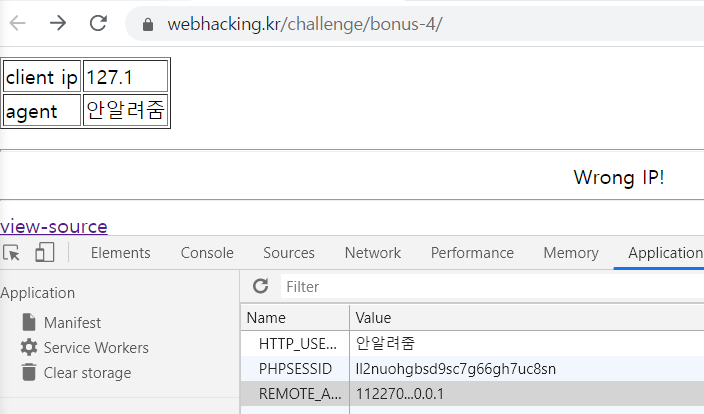 webhacking.kr/challenge/bonus-4/
client ip 127.1
agent 안알려줌
Wrong IP!
view-source
Elements Console Sources Network Performance Memory Application
Application
Filter
Manifest
Service Workers
Clear storage
Name Value
HTTP_USE... 안알려줌
PHPSESSID ll2nuohgbsd9sc7g66gh7uc8sn
REMOTE_A... 112270...0.0.1